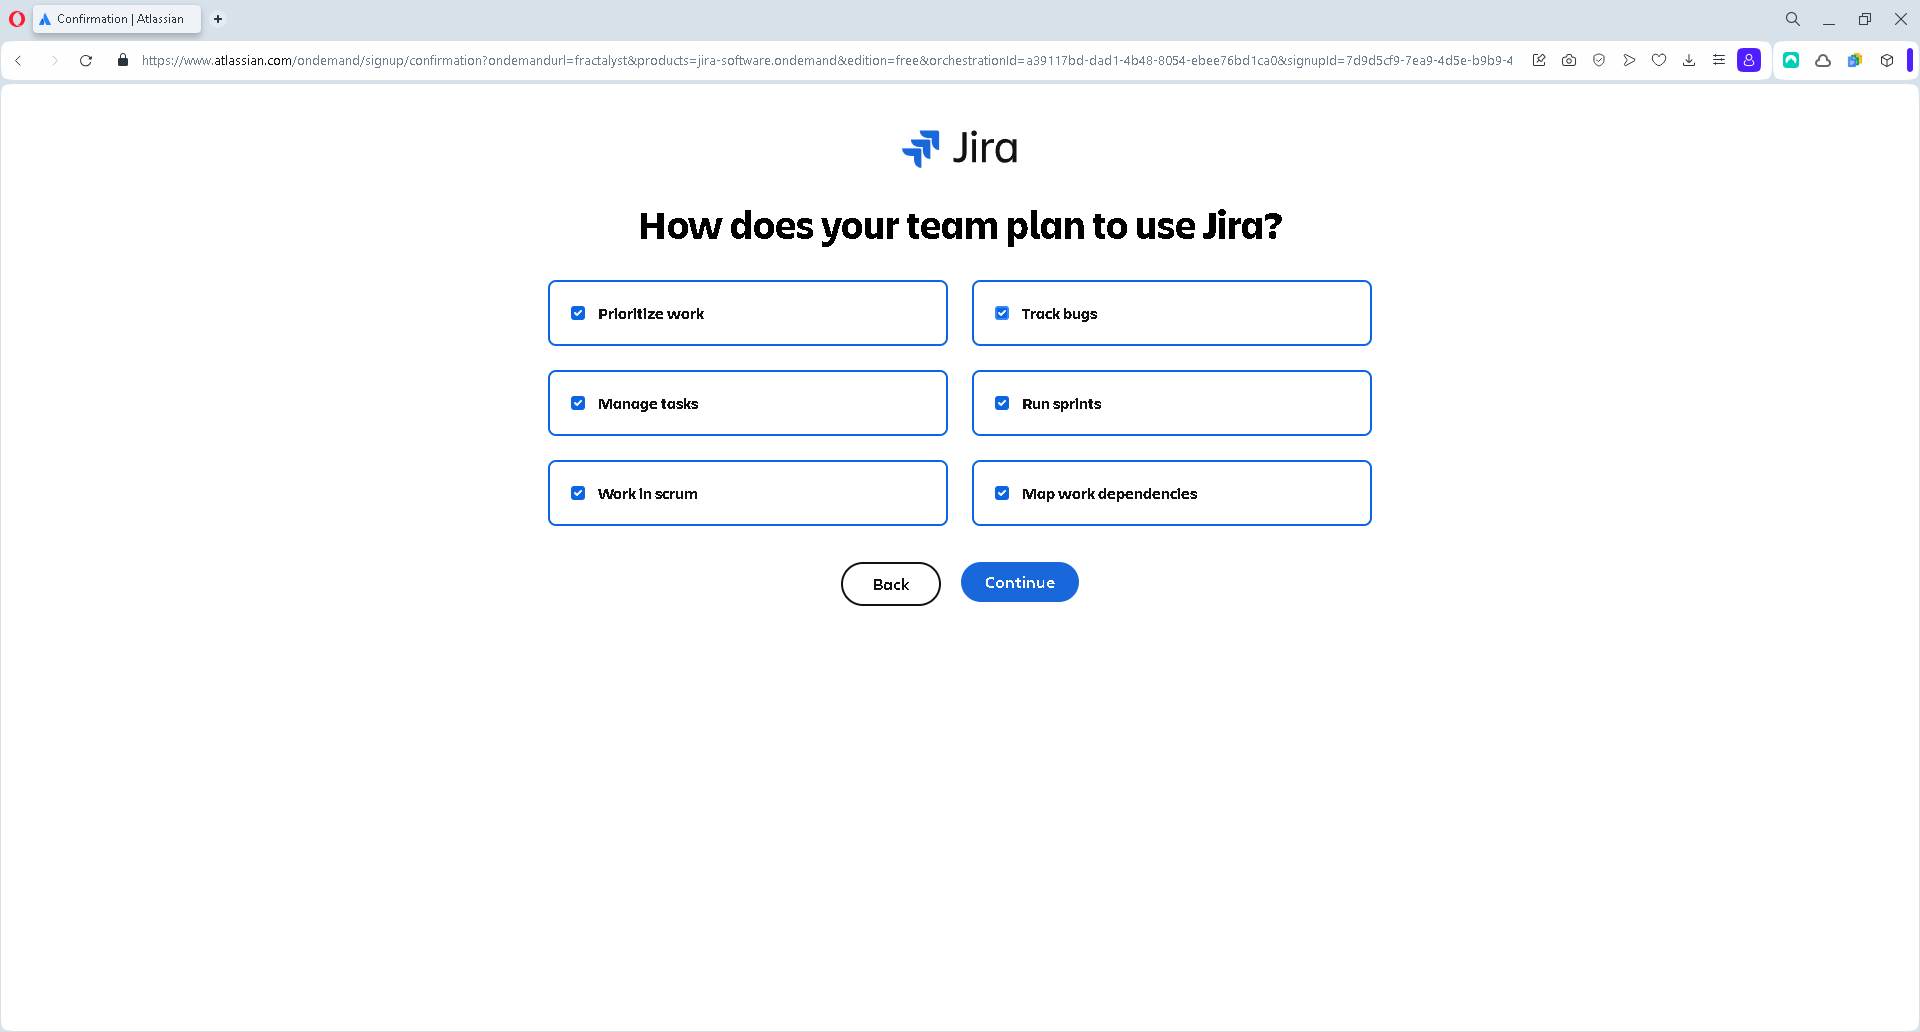 Confirmation | Atlassian
https://www.atlassian.com/ondemand/signup/confirmation?ondemandurl=fractalyst&products=jira-software.ondemand&edition=free&orchestrationId=a39117bd-dad1-4b48-8054-ebee76bd1ca0&signupId=7d9d5cf9-7ea9-4d5e-b9b9-4
Jira
How does your team plan to use Jira?
Prioritize work
Track bugs
Manage tasks
Run sprints
Work in scrum
Map work dependencies
Back
Continue